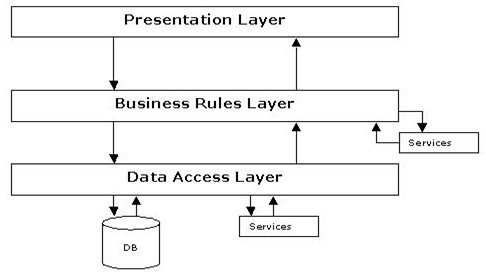 Presentation Layer
Business Rules Layer
Services
Data Access Layer
DB
Services